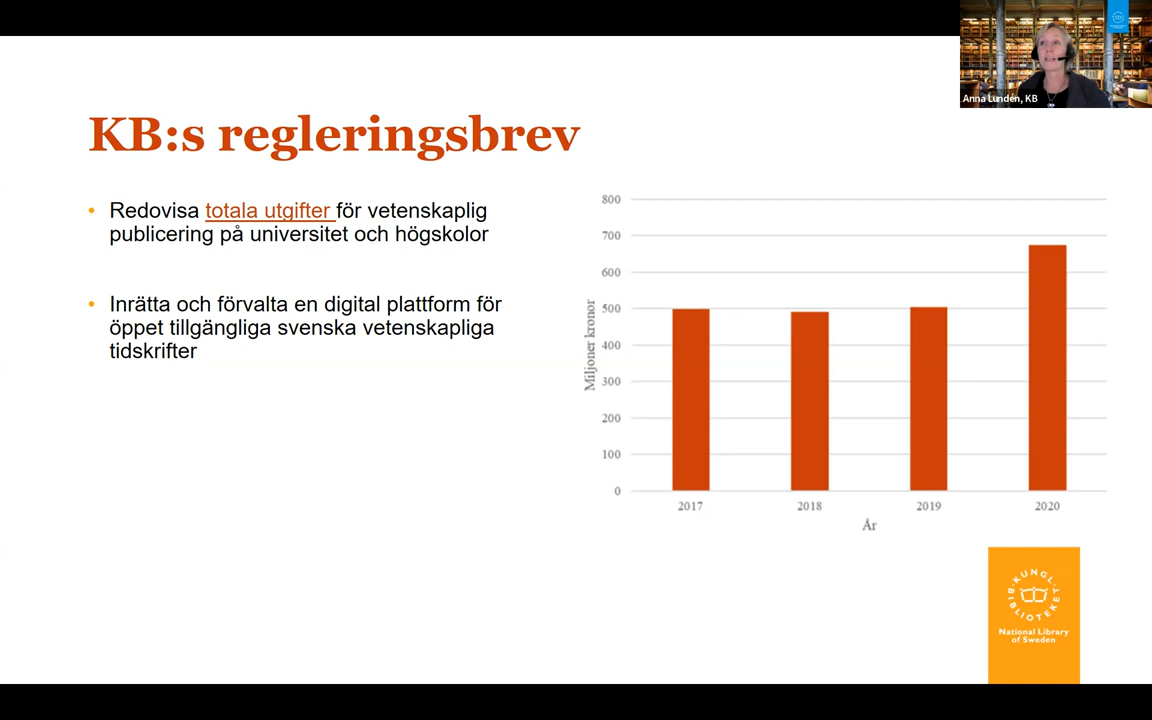 Anna Lundén, KB
KB:s regleringsbrev
• Redovisa totala utgifter för vetenskaplig
publicering på universitet och högskolor
• Inrätta och förvalta en digital plattform för
öppet tillgängliga svenska vetenskapliga
tidskrifter
Miljoner kronor
800
700
600
500
400
300
200
100
0
2017 2018 2019 2020
År
KUNGL. BIBLIOTEKET
National Library
of Sweden